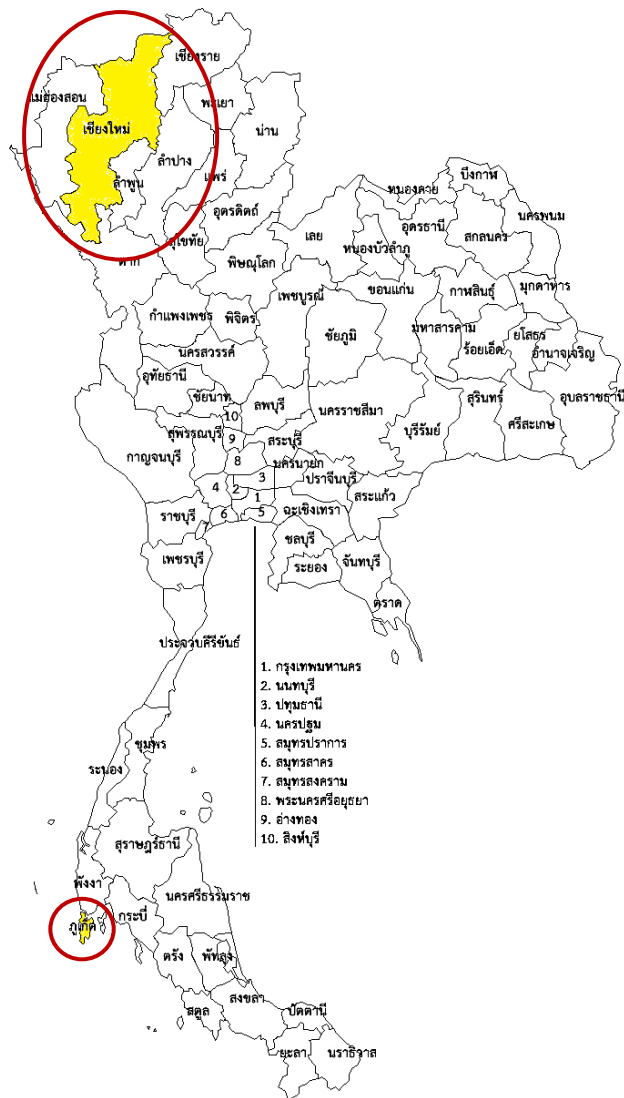 เชียงราย
แม่ฮ่องสอน
พะเยา
เชียงใหม่
น่าน
ลำปาง
แพร่
ลำพูน
อุตรดิตถ์
สุโขทัย
ตาก
พิษณุโลก
เลย
หนองคาย
บึงกาฬ
นครพนม
อุดรธานี
สกลนคร
หนองบัวลำภู
ขอนแก่น
กาฬสินธุ์
มุกดาหาร
เพชรบูรณ์
กำแพงเพชร
พิจิตร
ชัยภูมิ
มหาสารคาม
ร้อยเอ็ด
ยโสธร
อำนาจเจริญ
นครสวรรค์
อุทัยธานี
ชัยนาท
ลพบุรี
นครราชสีมา
บุรีรัมย์
สุรินทร์
ศรีสะเกษ
อุบลราชธานี
10
สุพรรณบุรี
9
สระบุรี
กาญจนบุรี
8
นครนายก
3
ปราจีนบุรี
4
2
1
สระแก้ว
ราชบุรี
6
5
ฉะเชิงเทรา
ชลบุรี
เพชรบุรี
ระยอง
จันทบุรี
ตราด
ประจวบคีรีขันธ์
1. กรุงเทพมหานคร
2. นนทบุรี
3. ปทุมธานี
4. นครปฐม
5. สมุทรปราการ
6. สมุทรสาคร
7. สมุทรสงคราม
8. พระนครศรีอยุธยา
9. อ่างทอง
10. สิงห์บุรี
ชุมพร
ระนอง
สุราษฎร์ธานี
พังงา
นครศรีธรรมราช
กระบี่
ภูเก็ต
ตรัง
พัทลุง
สงขลา
สตูล
ปัตตานี
ยะลา
นราธิวาส